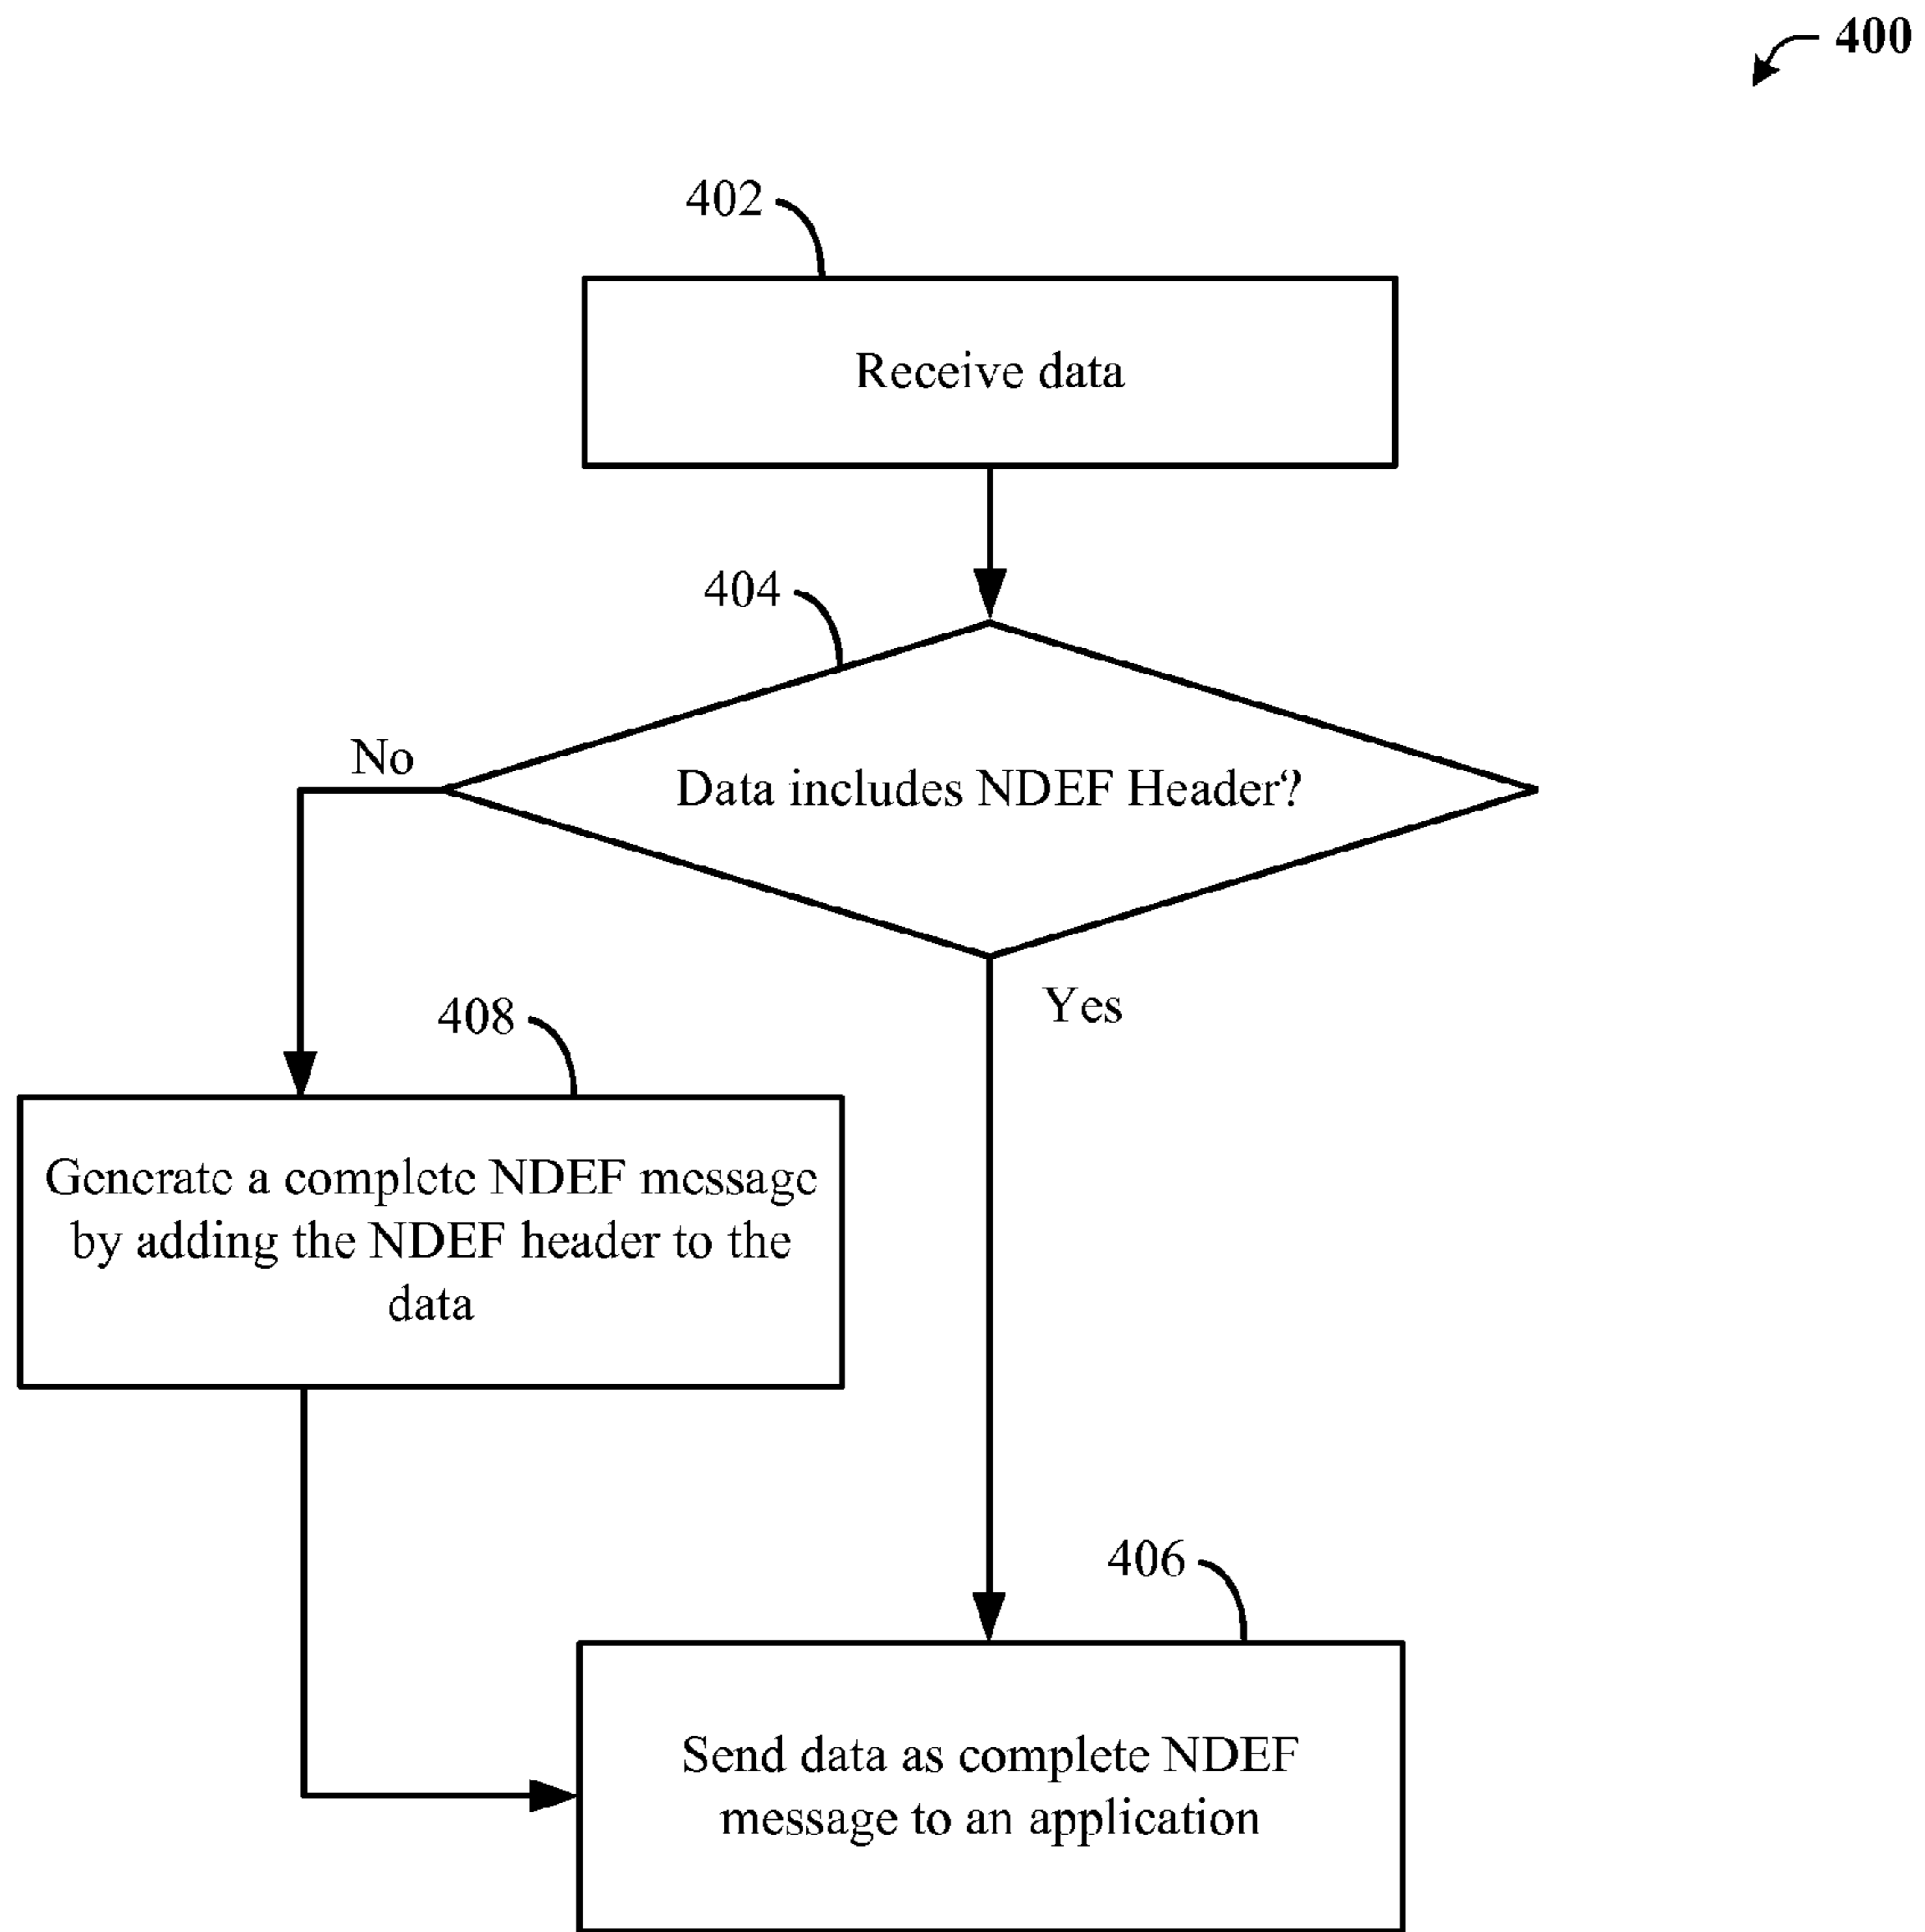 400
402
Receive data
404
Data includes NDEF Header?
No
Yes
408
Generate a complete NDEF message
by adding the NDEF header to the
data
406
Send data as complete NDEF
message to an application